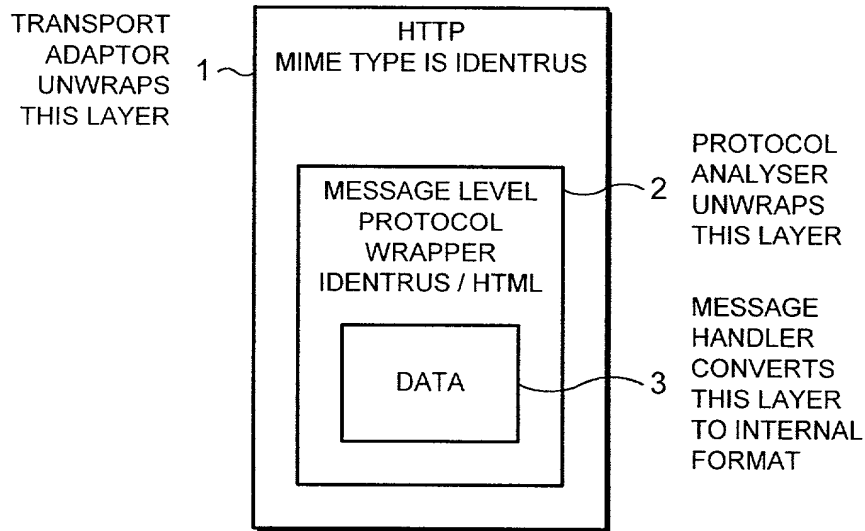 TRANSPORT
ADAPTOR
UNWRAPS
THIS LAYER
1
HTTP
MIME TYPE IS IDENTRUS
MESSAGE LEVEL
PROTOCOL
WRAPPER
IDENTRUS / HTML
DATA
2
PROTOCOL
ANALYSER
UNWRAPS
THIS LAYER
3
MESSAGE
HANDLER
CONVERTS
THIS LAYER
TO INTERNAL
FORMAT